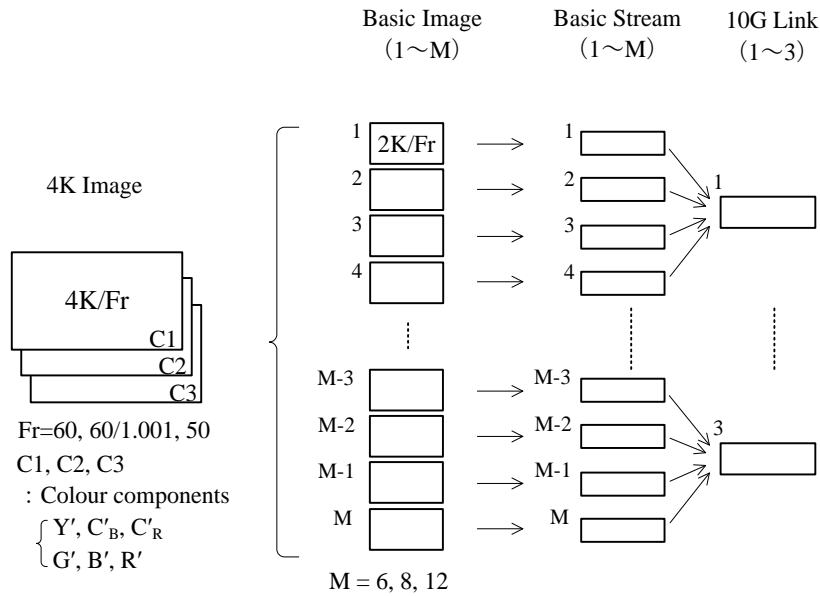 Basic Image
(1～M)
Basic Stream
(1～M)
10G Link
(1～3)
4K Image
4K/Fr
C1
C2
C3
Fr=60, 60/1.001, 50
C1, C2, C3
: Colour components
Y′, C′B, C′R
G′, B′, R′
1
2K/Fr
2
3
4
M-3
M-2
M-1
M
M = 6, 8, 12
1
2
3
4
M-3
M-2
M-1
M
1
3